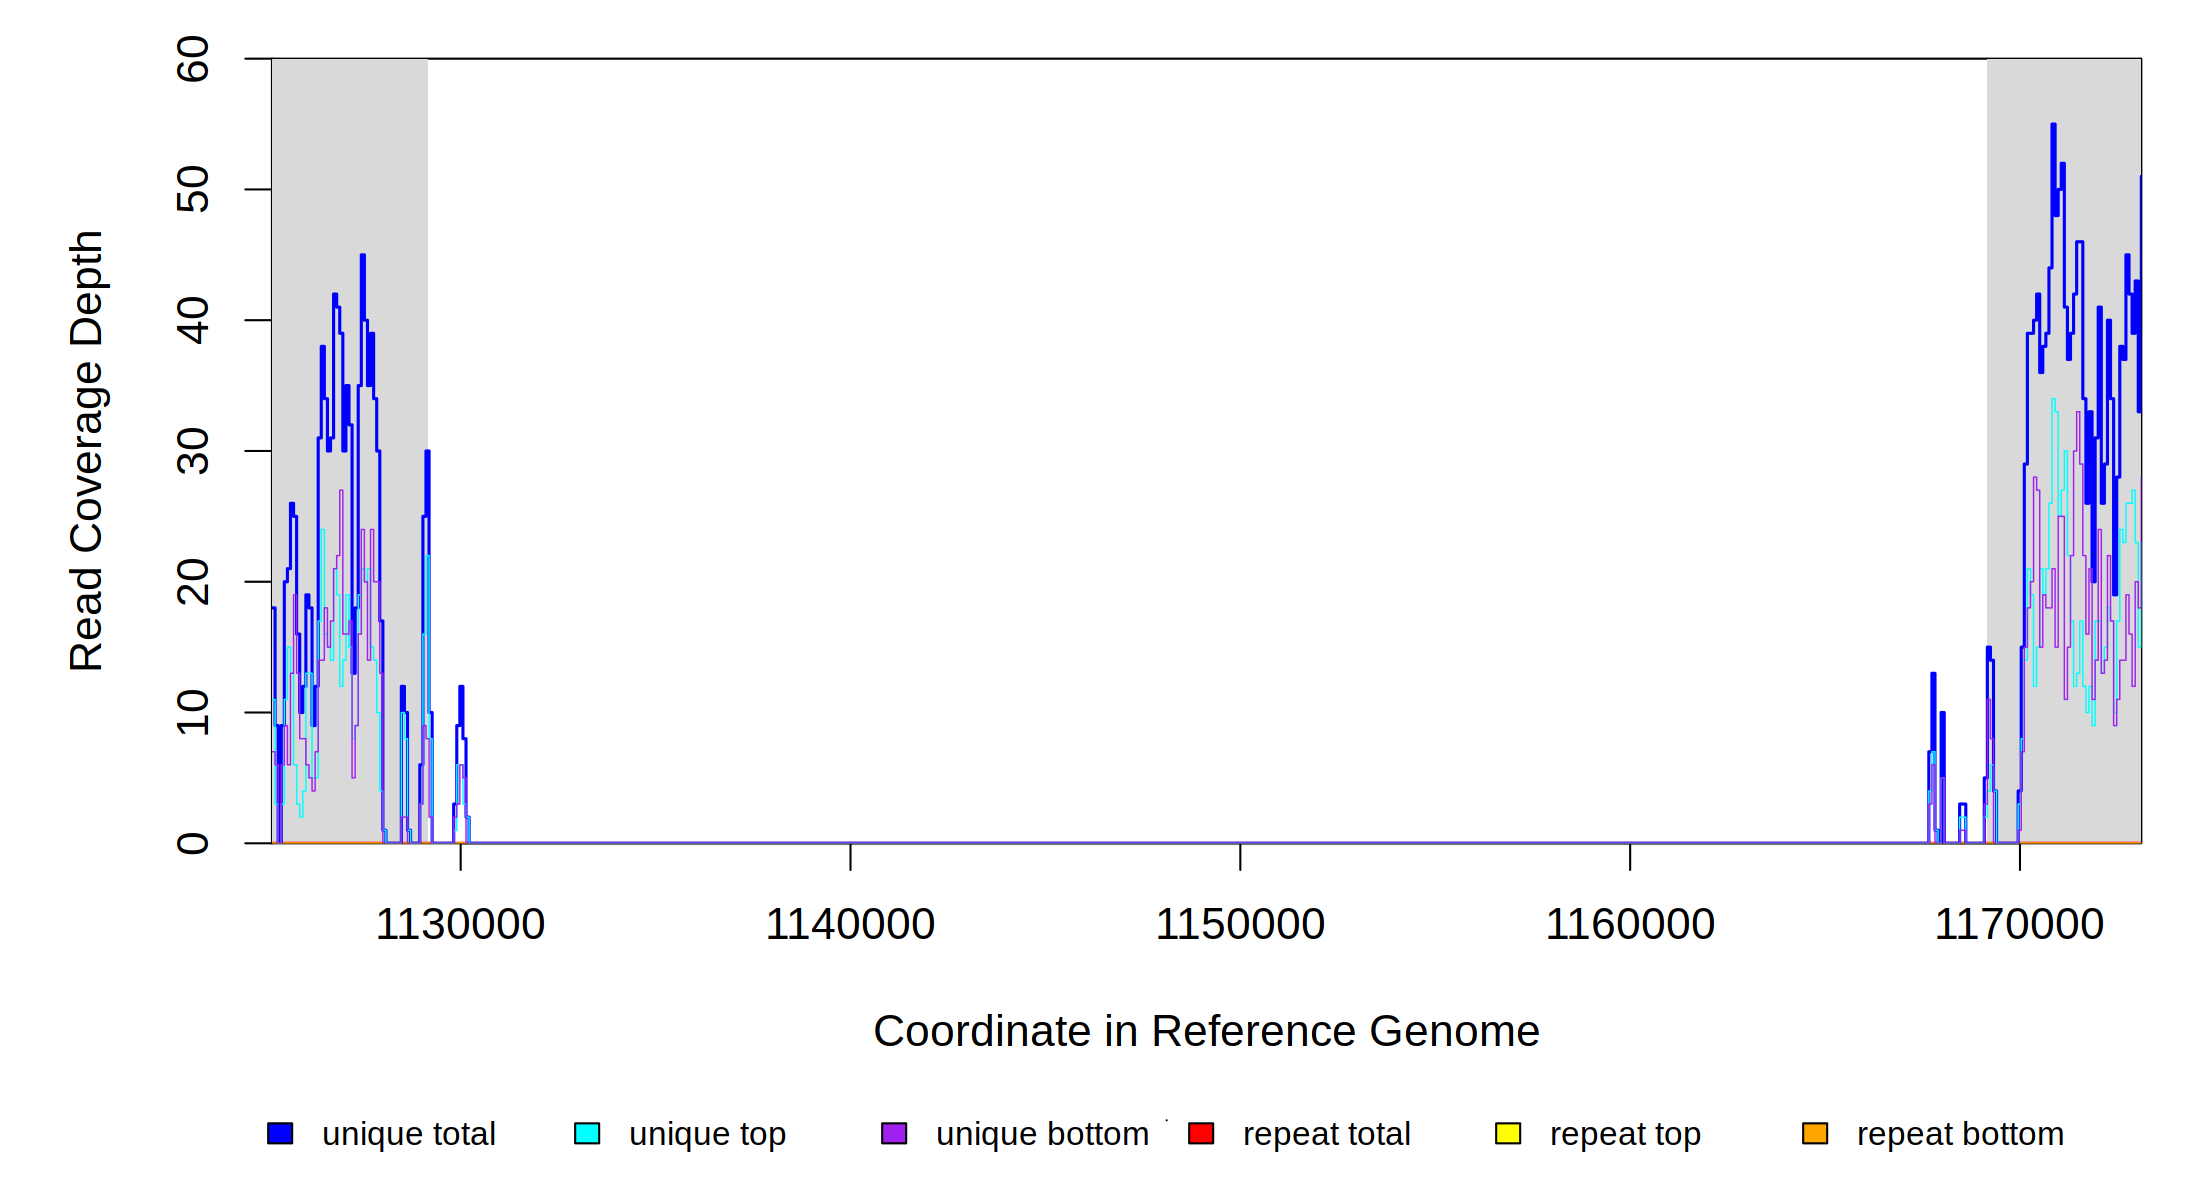 60
50
40
30
20
10
0
Read Coverage Depth
1130000 1140000 1150000 1160000 1170000
Coordinate in Reference Genome
unique total unique top unique bottom repeat total repeat top repeat bottom